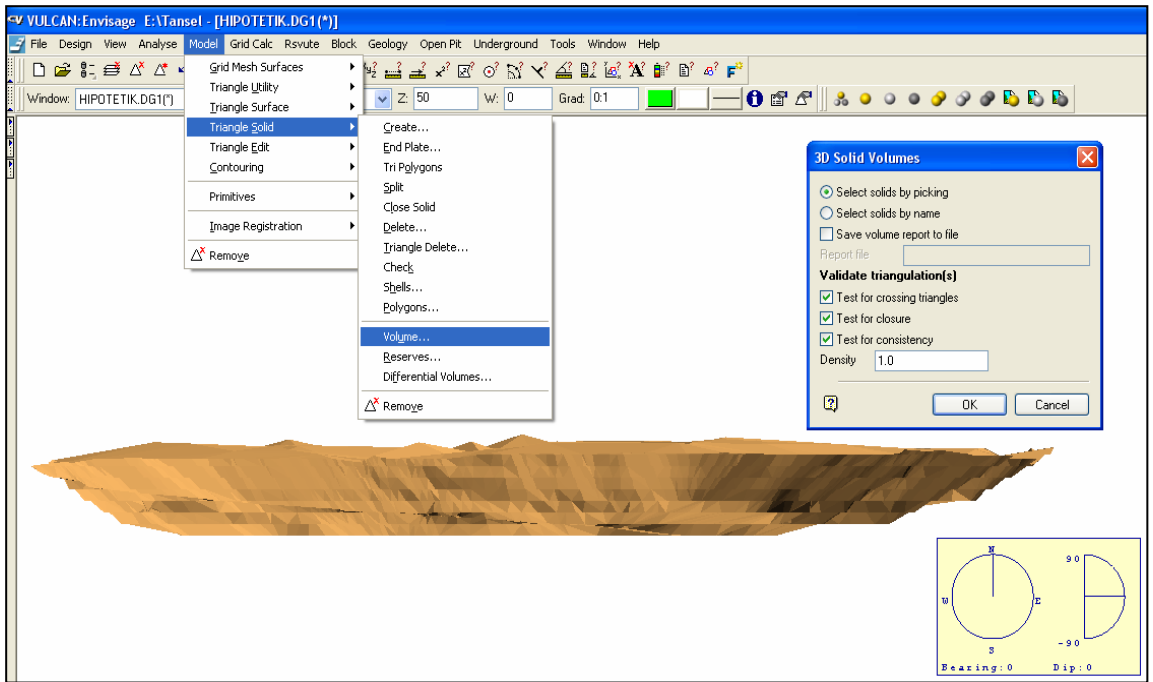 VULCAN:Envisage E:\Tansel - [HIPOTETIK.DG1(*)]
File Design View Analyse Model Grid Calc Rsvute Block Geology Open Pit Underground Tools Window Help
Window: HIPOTETIK.DG1(*) Z: 50 W: 0 Grad: 0:1
Grid Mesh Surfaces
Triangle Utility
Triangle Surface
Triangle Solid
Triangle Edit
Contouring
Primitives
Image Registration
Remove
Create...
End Plate...
Tri Polygons
Split
Close Solid
Delete...
Triangle Delete...
Check
Shells...
Polygons...
Volume...
Reserves...
Differential Volumes...
Remove
3D Solid Volumes
Select solids by picking
Select solids by name
Save volume report to file
Report file
Validate triangulation(s)
Test for crossing triangles
Test for closure
Test for consistency
Density 1.0
OK Cancel
N
90
W E
S
-90
Bearing:0 Dip:0